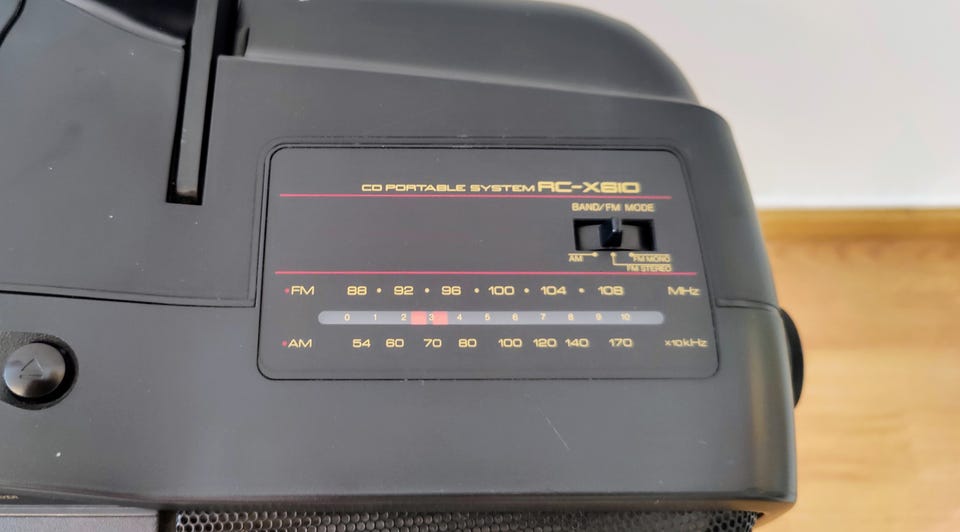 CD PORTABLE SYSTEM RC-X610
BAND/FM MODE
AM FM MONO
FM STEREO
•FM 88 • 92 • 96 • 100 • 104 • 108 MHz
0 1 2 3 4 5 6 7 8 9 10
•AM 54 60 70 80 100 120 140 170 x10kHz